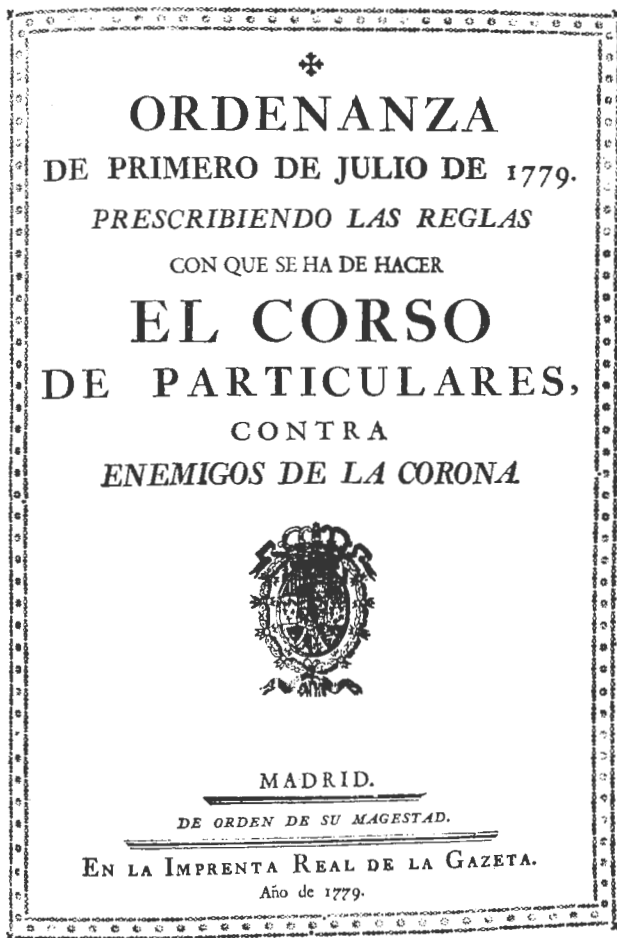 ORDENANZA
DE PRIMERO DE JULIO DE 1779.
PRESCRIBIENDO LAS REGLAS
CON QUE SE HA DE HACER
EL CORSO
DE PARTICULARES,
CONTRA
ENEMIGOS DE LA CORONA.
MADRID.
DE ORDEN DE SU MAGESTAD.
EN LA IMPRENTA REAL DE LA GAZETA.
Año de 1779.